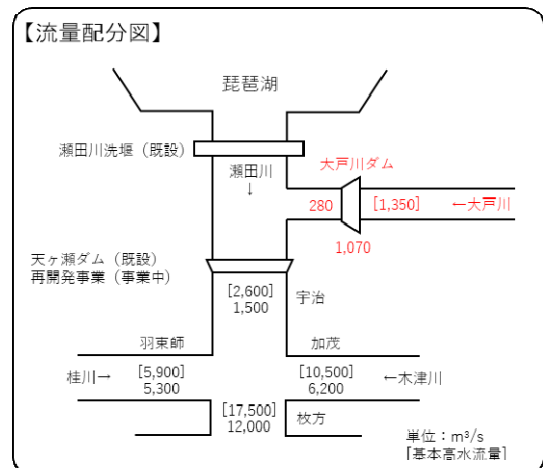 【流量配分図】
琵琶湖
瀬田川洗堰（既設）
瀬田川
↓
大戸川ダム
280
[1,350]
←大戸川
1,070
天ヶ瀬ダム（既設）
再開発事業（事業中）
[2,600]
1,500
宇治
羽束師
加茂
桂川→
[5,900]
5,300
[10,500]
6,200
←木津川
[17,500]
12,000
枚方
単位：m³/s
[基本高水流量]